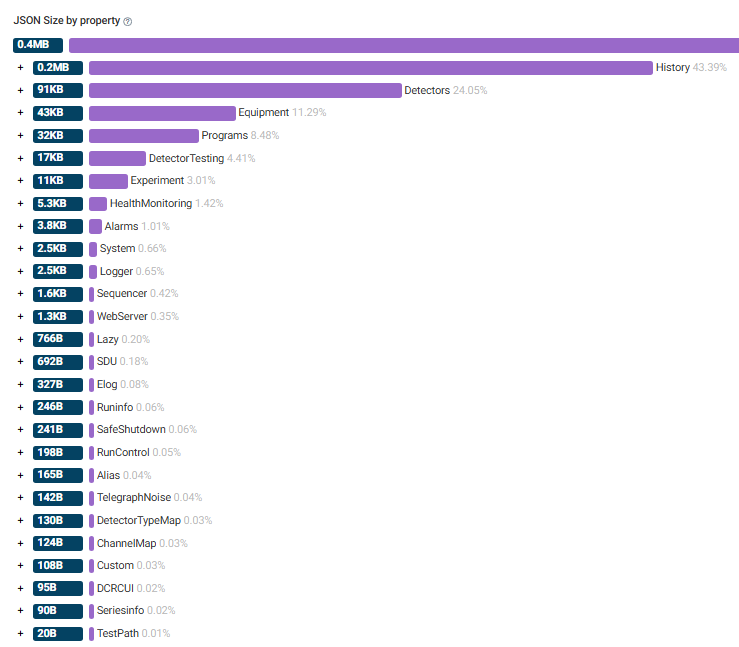 JSON Size by property ?
0.4MB
+ 0.2MB History 43.39%
+ 91KB Detectors 24.05%
+ 43KB Equipment 11.29%
+ 32KB Programs 8.48%
+ 17KB DetectorTesting 4.41%
+ 11KB Experiment 3.01%
+ 5.3KB HealthMonitoring 1.42%
+ 3.8KB Alarms 1.01%
+ 2.5KB System 0.66%
+ 2.5KB Logger 0.65%
+ 1.6KB Sequencer 0.42%
+ 1.3KB WebServer 0.35%
+ 766B Lazy 0.20%
+ 692B SDU 0.18%
+ 327B Elog 0.08%
+ 246B Runinfo 0.06%
+ 241B SafeShutdown 0.06%
+ 198B RunControl 0.05%
+ 165B Alias 0.04%
+ 142B TelegraphNoise 0.04%
+ 130B DetectorTypeMap 0.03%
+ 124B ChannelMap 0.03%
+ 108B Custom 0.03%
+ 95B DCRCUI 0.02%
+ 90B Seriesinfo 0.02%
+ 20B TestPath 0.01%